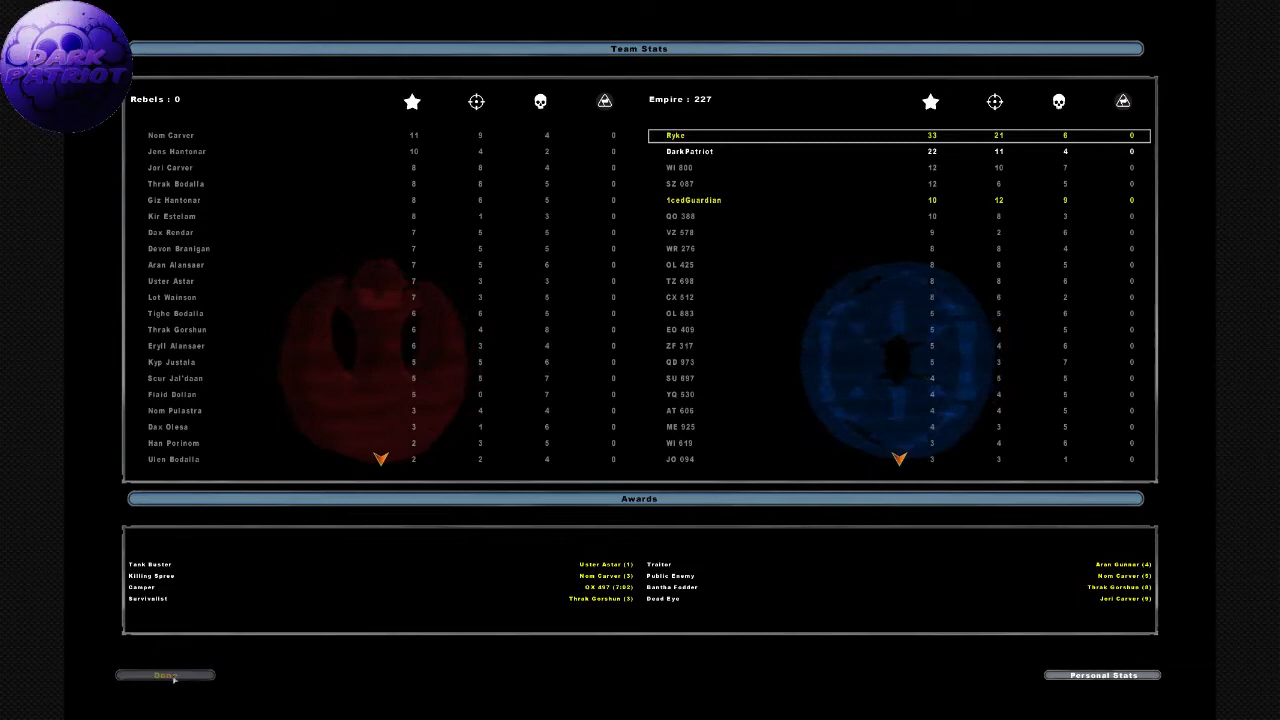 DARK
PATRIOT
Team Stats
Rebels : 0
Empire : 227
Nom Carver 11 9 4 0
Jens Hantonar 10 4 2 0
Jori Carver 8 8 4 0
Thrak Bodalla 8 8 5 0
Giz Hantonar 8 6 5 0
Kir Estelam 8 1 3 0
Dax Rendar 7 5 5 0
Devon Branigan 7 5 5 0
Aran Alansaer 7 5 6 0
Uster Astar 7 3 3 0
Lot Wainson 7 3 5 0
Tighe Bodalla 6 6 5 0
Thrak Gorshun 6 4 8 0
Eryll Alansaer 6 3 4 0
Kyp Justala 5 5 6 0
Scur Jal'daan 5 5 7 0
Flaid Dollan 5 0 7 0
Nom Pulastra 3 4 4 0
Dax Olesa 3 1 6 0
Han Porinom 2 3 5 0
Ulen Bodalla 2 2 4 0
Ryke 33 21 6 0
DarkPatriot 22 11 4 0
WI 800 12 10 7 0
SZ 087 12 6 5 0
1cedGuardian 10 12 9 0
QO 388 10 8 3 0
VZ 578 9 2 6 0
WR 276 8 8 4 0
OL 425 8 8 5 0
TZ 698 8 8 6 0
CX 512 8 6 2 0
OL 883 5 5 6 0
EO 409 5 4 5 0
ZF 317 5 4 6 0
QD 973 5 3 7 0
SU 697 4 5 5 0
YQ 530 4 4 5 0
AT 606 4 4 5 0
ME 925 4 3 5 0
WI 619 3 4 6 0
JO 094 3 3 1 0
Awards
Tank Buster Uster Astar (1)
Killing Spree Nom Carver (3)
Camper OX 497 (7:02)
Survivalist Thrak Gorshun (3)
Traitor Aran Gunnar (4)
Public Enemy Nom Carver (5)
Bantha Fodder Thrak Gorshun (8)
Dead Eye Jori Carver (9)
Done
Personal Stats